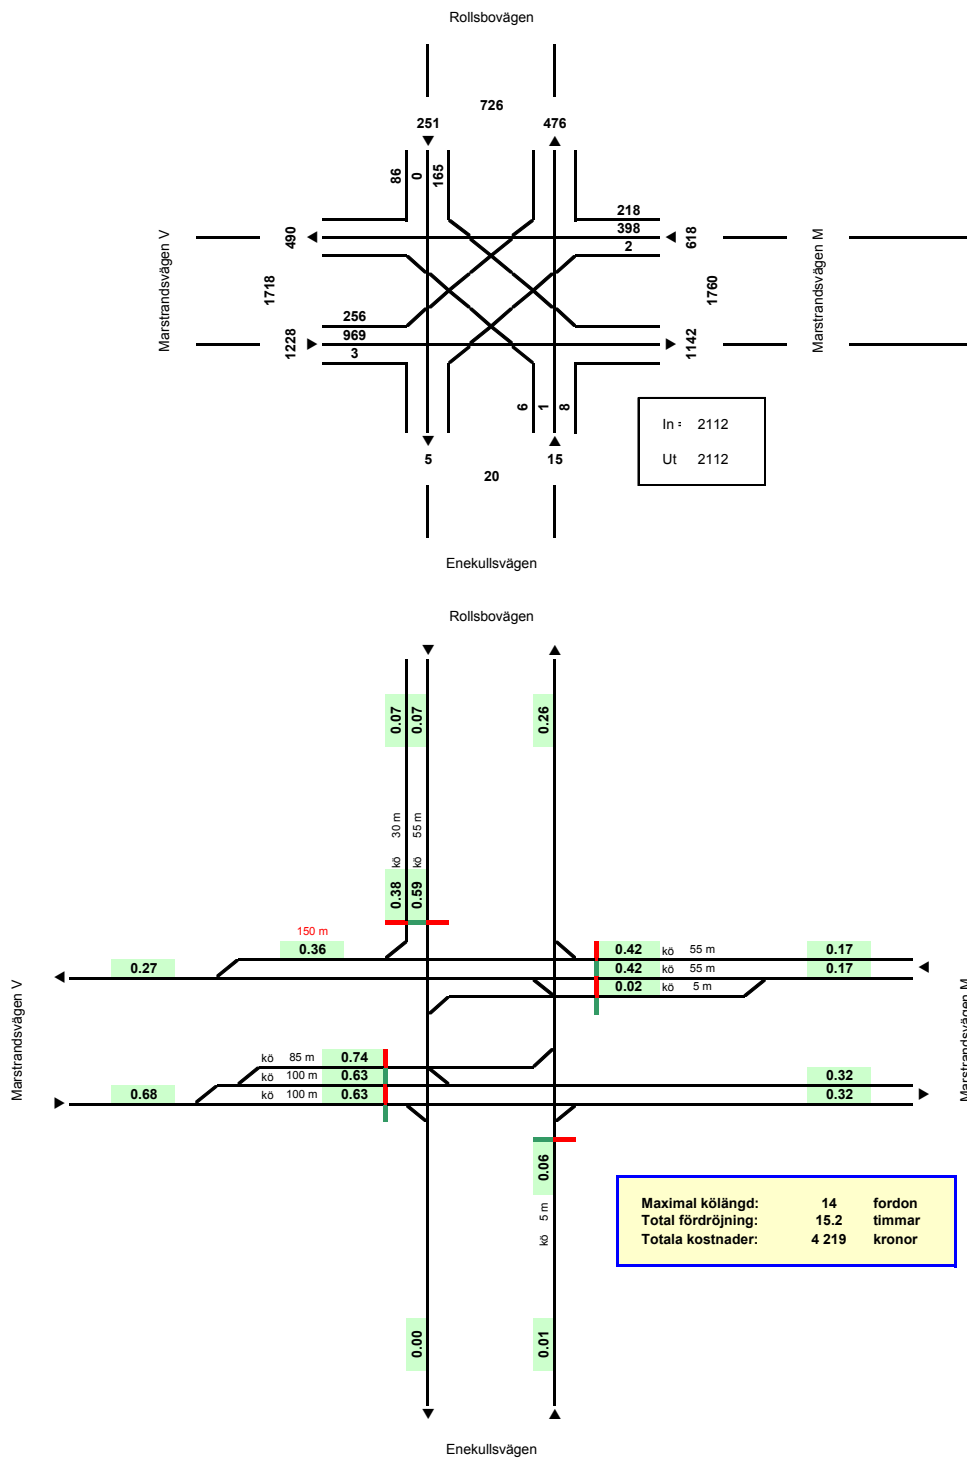 Rollsbovägen
726
251 476
86 0 165
218
398
2
490
618
Marstrandsvägen V
1718
1760
Marstrandsvägen M
256
969
3
1228
1142
6 1 8
In = 2112
Ut 2112
5 15
20
Enekullsvägen
Rollsbovägen
0.07 0.07 0.26
kö 30 m
kö 55 m
0.38 0.59
150 m
0.36
0.27
0.42 kö 55 m 0.17
0.42 kö 55 m 0.17
0.02 kö 5 m
Marstrandsvägen V
Marstrandsvägen M
kö 85 m 0.74
kö 100 m 0.63 0.32
0.68 kö 100 m 0.63 0.32
0.06
kö 5 m
Maximal kölängd: 14 fordon
Total fördröjning: 15.2 timmar
Totala kostnader: 4 219 kronor
0.00 0.01
Enekullsvägen